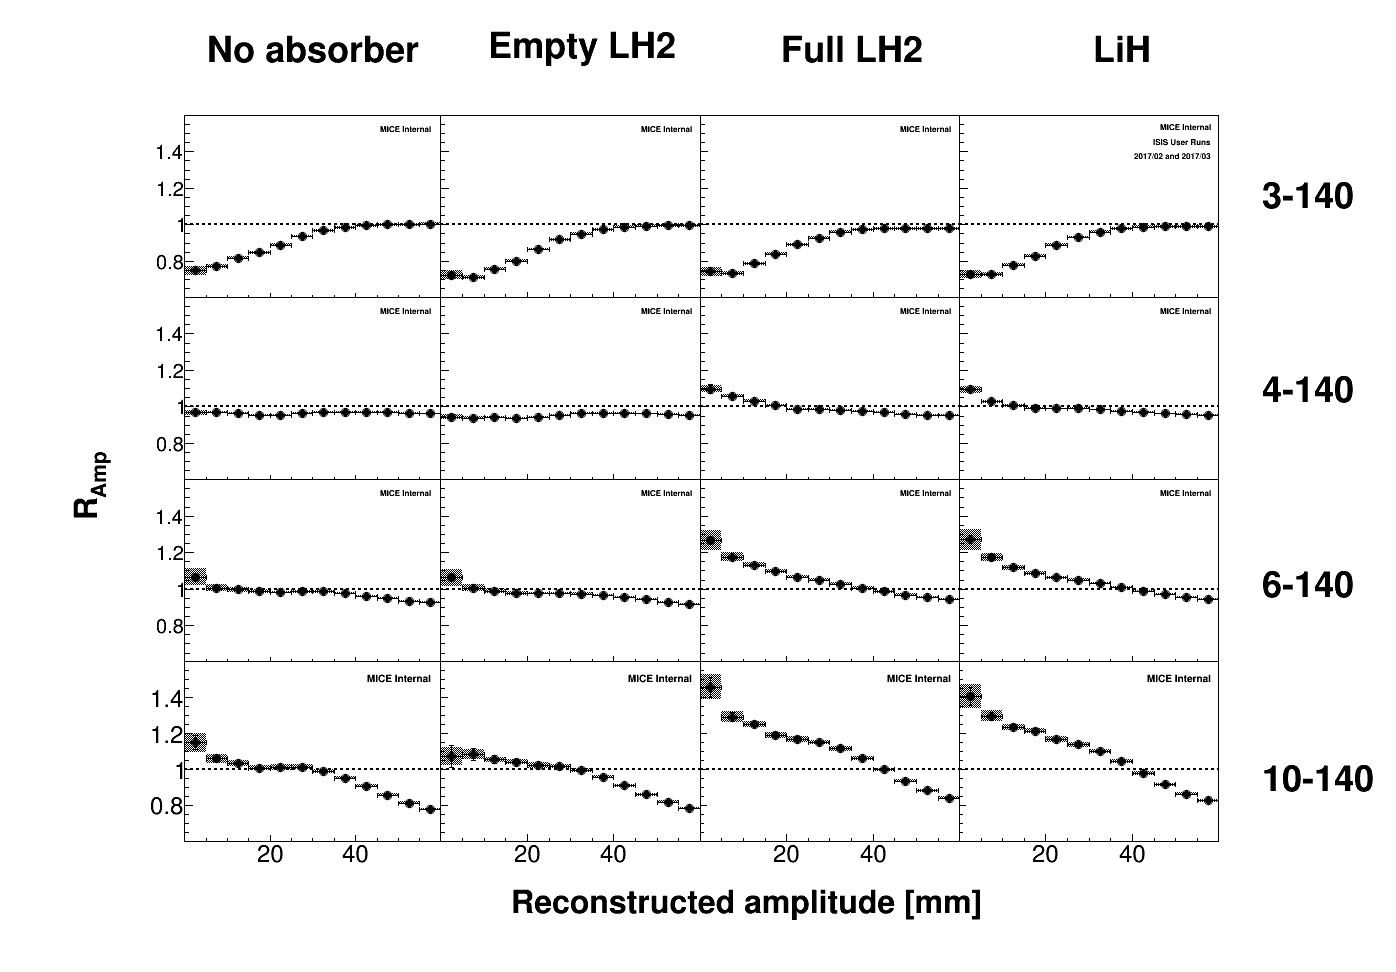 No absorber Empty LH2 Full LH2 LiH
MICE Internal MICE Internal MICE Internal MICE Internal
ISIS User Runs
2017/02 and 2017/03
1.4
1.2
1
0.8
3-140
MICE Internal MICE Internal MICE Internal MICE Internal
1.4
1.2
1
0.8
4-140
R_Amp
MICE Internal MICE Internal MICE Internal MICE Internal
1.4
1.2
1
0.8
6-140
MICE Internal MICE Internal MICE Internal MICE Internal
1.4
1.2
1
0.8
10-140
20 40 20 40 20 40 20 40
Reconstructed amplitude [mm]